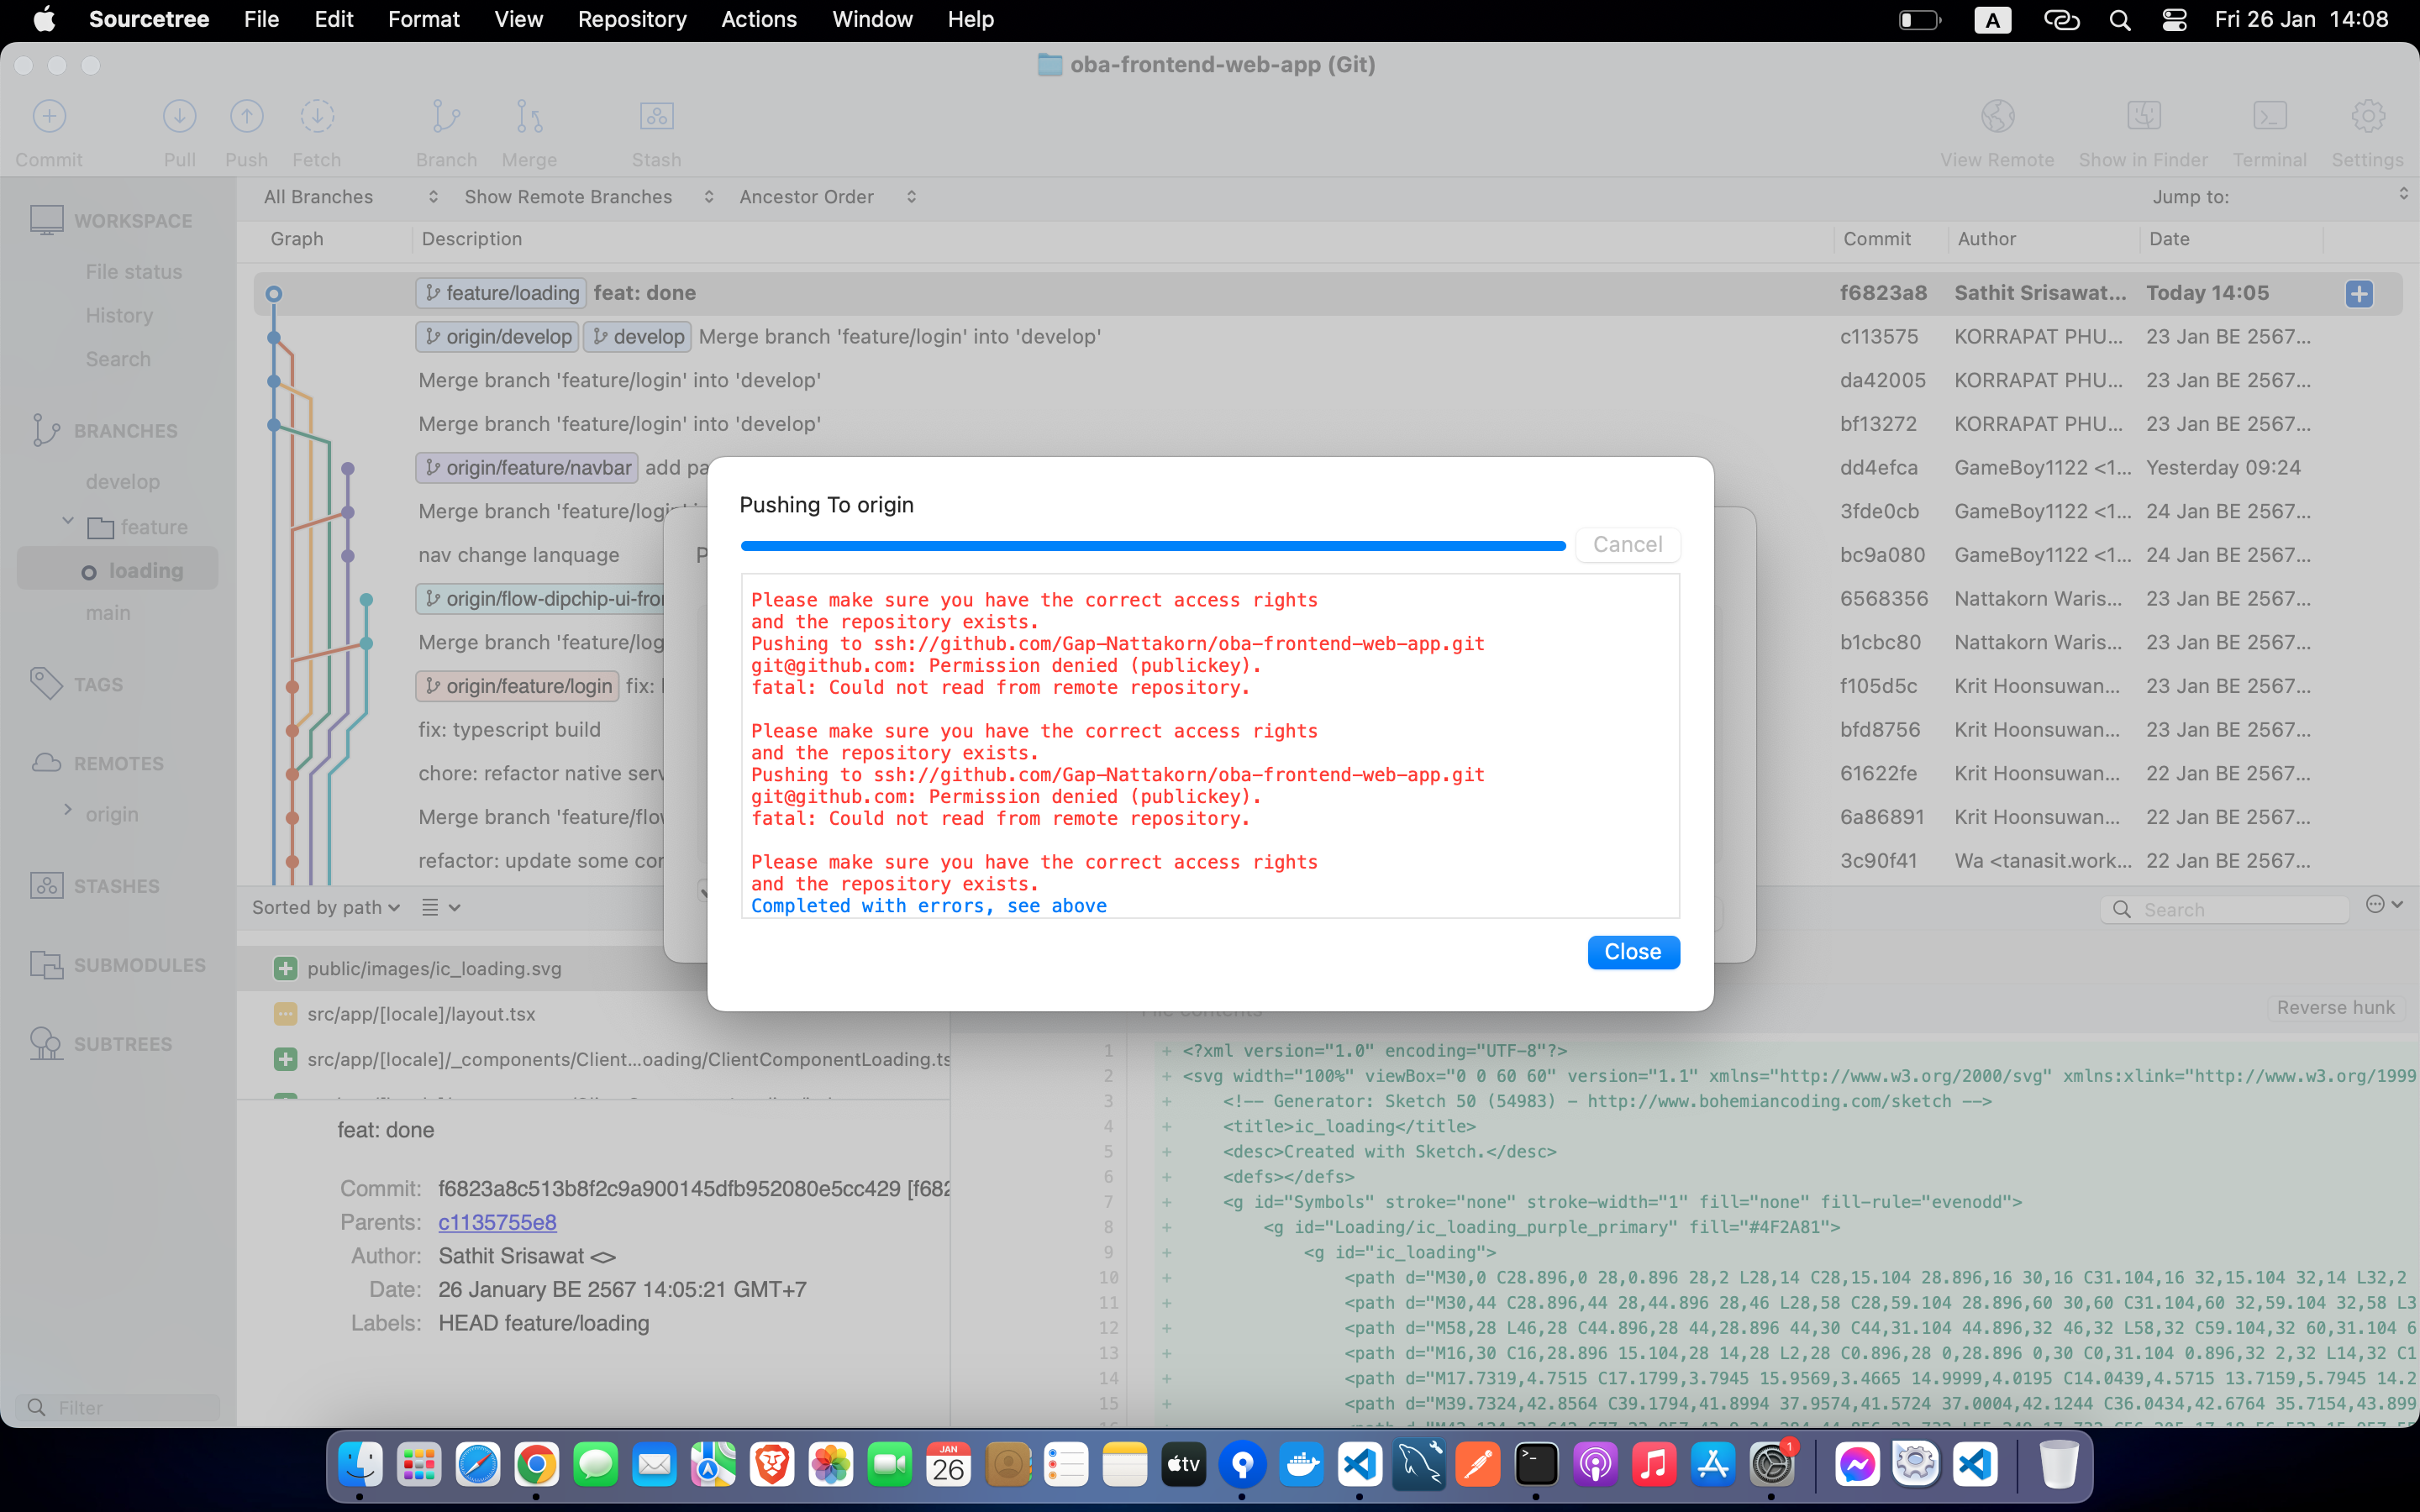 Sourcetree File Edit Format View Repository Actions Window Help A Fri 26 Jan 14:08
oba-frontend-web-app (Git)
Commit Pull Push Fetch Branch Merge Stash View Remote Show in Finder Terminal Settings
All Branches Show Remote Branches Ancestor Order Jump to:
WORKSPACE
File status
History
Search
BRANCHES
develop
feature
loading
main
TAGS
REMOTES
origin
STASHES
SUBMODULES
SUBTREES
Filter
Graph Description Commit Author Date
feature/loading feat: done f6823a8 Sathit Srisawat... Today 14:05
origin/develop develop Merge branch 'feature/login' into 'develop' c113575 KORRAPAT PHU... 23 Jan BE 2567...
Merge branch 'feature/login' into 'develop' da42005 KORRAPAT PHU... 23 Jan BE 2567...
Merge branch 'feature/login' into 'develop' bf13272 KORRAPAT PHU... 23 Jan BE 2567...
origin/feature/navbar add pa dd4efca GameBoy1122 <1... Yesterday 09:24
Merge branch 'feature/log 3fde0cb GameBoy1122 <1... 24 Jan BE 2567...
nav change lanquage bc9a080 GameBoy1122 <1... 24 Jan BE 2567...
origin/flow-dipchip-ui-fro 6568356 Nattakorn Waris... 23 Jan BE 2567...
Merge branch 'feature/log b1cbc80 Nattakorn Waris... 23 Jan BE 2567...
origin/feature/login fix: f105d5c Krit Hoonsuwan... 23 Jan BE 2567...
fix: typescript build bfd8756 Krit Hoonsuwan... 23 Jan BE 2567...
chore: refactor native serv 61622fe Krit Hoonsuwan... 22 Jan BE 2567...
Merge branch 'feature/flo 6a86891 Krit Hoonsuwan... 22 Jan BE 2567...
refactor: update some co 3c90f41 Wa <tanasit.work... 22 Jan BE 2567...
Pushing To origin
Cancel
Please make sure you have the correct access rights
and the repository exists.
Pushing to ssh://github.com/Gap-Nattakorn/oba-frontend-web-app.git
git@github.com: Permission denied (publickey).
fatal: Could not read from remote repository.
Please make sure you have the correct access rights
and the repository exists.
Pushing to ssh://github.com/Gap-Nattakorn/oba-frontend-web-app.git
git@github.com: Permission denied (publickey).
fatal: Could not read from remote repository.
Please make sure you have the correct access rights
and the repository exists.
Completed with errors, see above
Close
Sorted by path Search
public/images/ic_loading.svg
src/app/[locale]/layout.tsx
src/app/[locale]/_components/Client...oading/ClientComponentLoading.ts
feat: done
Commit: f6823a8c513b8f2c9a900145dfb952080e5cc429 [f682
Parents: c1135755e8
Author: Sathit Srisawat <>
Date: 26 January BE 2567 14:05:21 GMT+7
Labels: HEAD feature/loading
Reverse hunk
1 + <?xml version="1.0" encoding="UTF-8"?>
2 + <svg width="100%" viewBox="0 0 60 60" version="1.1" xmlns="http://www.w3.org/2000/svg" xmlns:xlink="http://www.w3.org/1999
3 + <!-- Generator: Sketch 50 (54983) - http://www.bohemiancoding.com/sketch -->
4 + <title>ic_loading</title>
5 + <desc>Created with Sketch.</desc>
6 + <defs></defs>
7 + <g id="Symbols" stroke="none" stroke-width="1" fill="none" fill-rule="evenodd">
8 + <g id="Loading/ic_loading_purple_primary" fill="#4F2A81">
9 + <g id="ic_loading">
10 + <path d="M30,0 C28.896,0 28,0.896 28,2 L28,14 C28,15.104 28.896,16 30,16 C31.104,16 32,15.104 32,14 L32,2
11 + <path d="M30,44 C28.896,44 28,44.896 28,46 L28,58 C28,59.104 28.896,60 30,60 C31.104,60 32,59.104 32,58 L3
12 + <path d="M58,28 L46,28 C44.896,28 44,28.896 44,30 C44,31.104 44.896,32 46,32 L58,32 C59.104,32 60,31.104 6
13 + <path d="M16,30 C16,28.896 15.104,28 14,28 L2,28 C0.896,28 0,28.896 0,30 C0,31.104 0.896,32 2,32 L14,32 C1
14 + <path d="M17.7319,4.7515 C17.1799,3.7945 15.9569,3.4665 14.9999,4.0195 C14.0439,4.5715 13.7159,5.7945 14.2
15 + <path d="M39.7324,42.8564 C39.1794,41.8994 37.9574,41.5724 37.0004,42.1244 C36.0434,42.6764 35.7154,43.899
JAN
26
tv
1